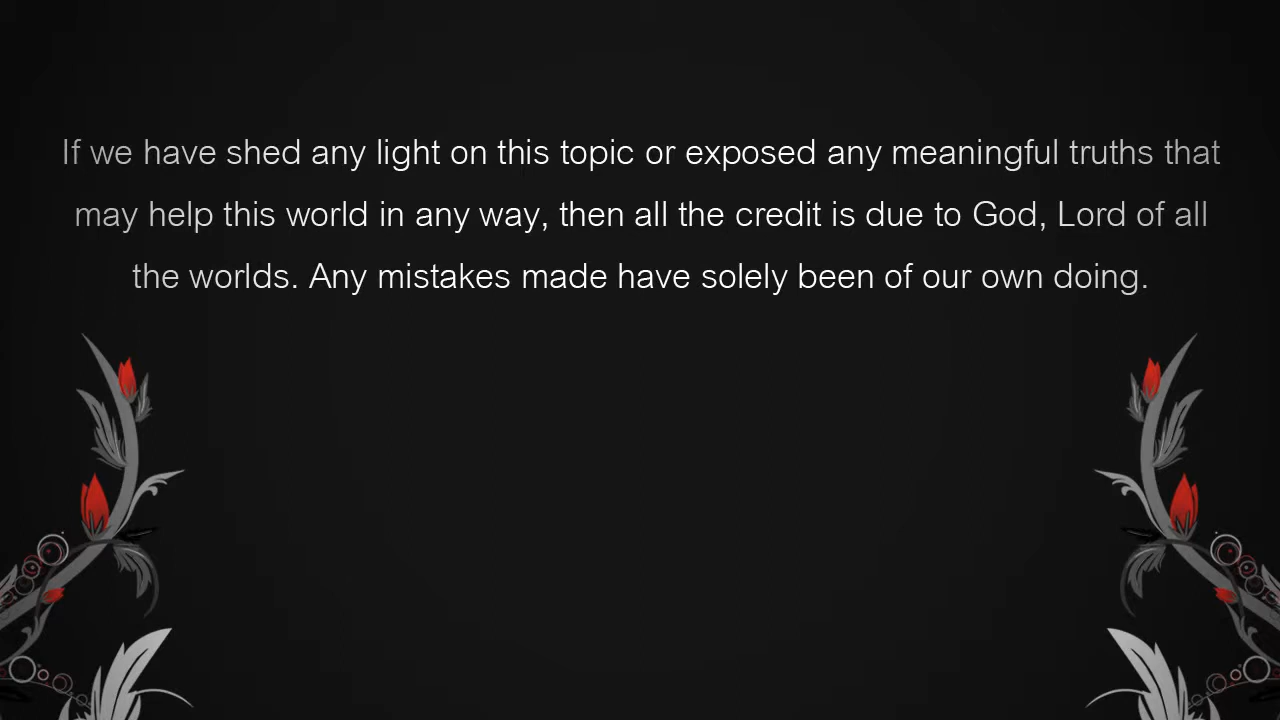 If we have shed any light on this topic or exposed any meaningful truths that
may help this world in any way, then all the credit is due to God, Lord of all
the worlds. Any mistakes made have solely been of our own doing.